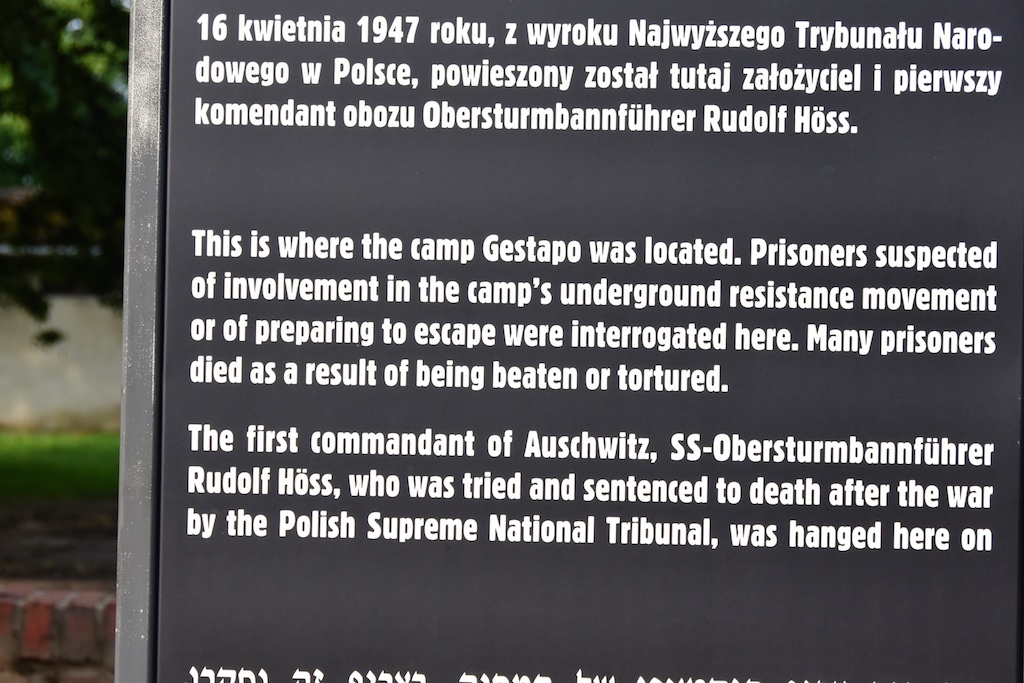 16 kwietnia 1947 roku, z wyroku Najwyższego Trybunału Naro-
dowego w Polsce, powieszony został tutaj założyciel i pierwszy
komendant obozu Obersturmbannführer Rudolf Höss.
This is where the camp Gestapo was located. Prisoners suspected
of involvement in the camp's underground resistance movement
or of preparing to escape were interrogated here. Many prisoners
died as a result of being beaten or tortured.
The first commandant of Auschwitz, SS-Obersturmbannführer
Rudolf Höss, who was tried and sentenced to death after the war
by the Polish Supreme National Tribunal, was hanged here on